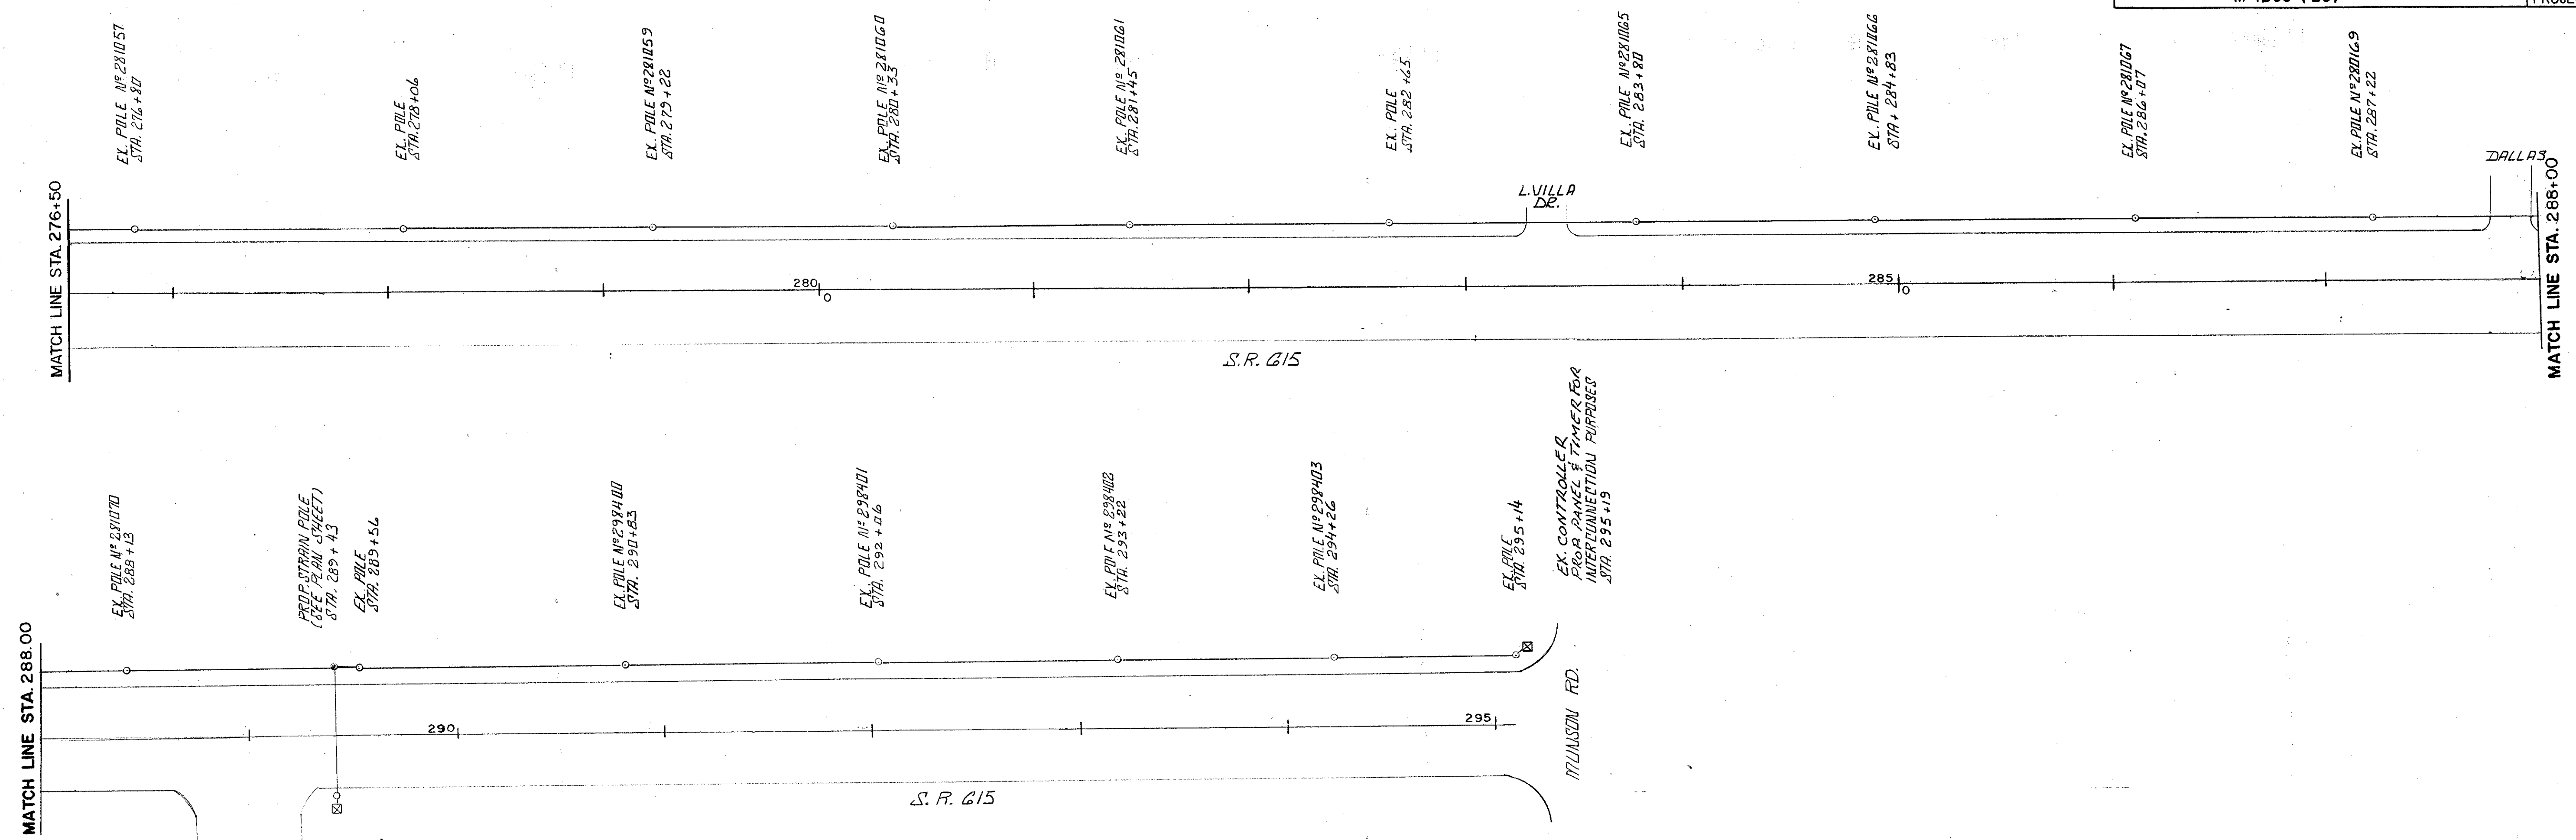 EX. POLE Nº 281057
STA. 276+80
EX. POLE
STA. 278+06
EX. POLE Nº 281059
STA. 279+22
EX. POLE Nº 281060
STA. 280+33
EX. POLE Nº 281061
STA. 281+45
EX. POLE
STA. 282+65
EX. POLE Nº 281065
STA. 283+80
EX. POLE Nº 281066
STA+ 284+83
EX. POLE Nº 281067
STA. 286+07
EX. POLE Nº 280169
STA. 287+22
DALLAS
L.VILLA
DR.
MATCH LINE STA. 276+50
280
0
285
0
MATCH LINE STA. 288+00
S.R. 615
EX. POLE Nº 281070
STA. 288+13
PROP. STRAIN POLE
(SEE PLAN SHEET)
STA. 289+43
EX. POLE
STA. 289+56
EX. POLE Nº 298400
STA. 290+83
EX. POLE Nº 298401
STA. 292+06
EX. POLE Nº 298402
STA. 293+22
EX. POLE Nº 298403
STA. 294+26
EX. POLE
STA. 295+14
EX. CONTROLLER
PROP. PANEL & TIMER FOR
INTERCONNECTION PURPOSES
STA. 295+19
MATCH LINE STA. 288.00
290
295
MUNSON RD.
S.R. 615